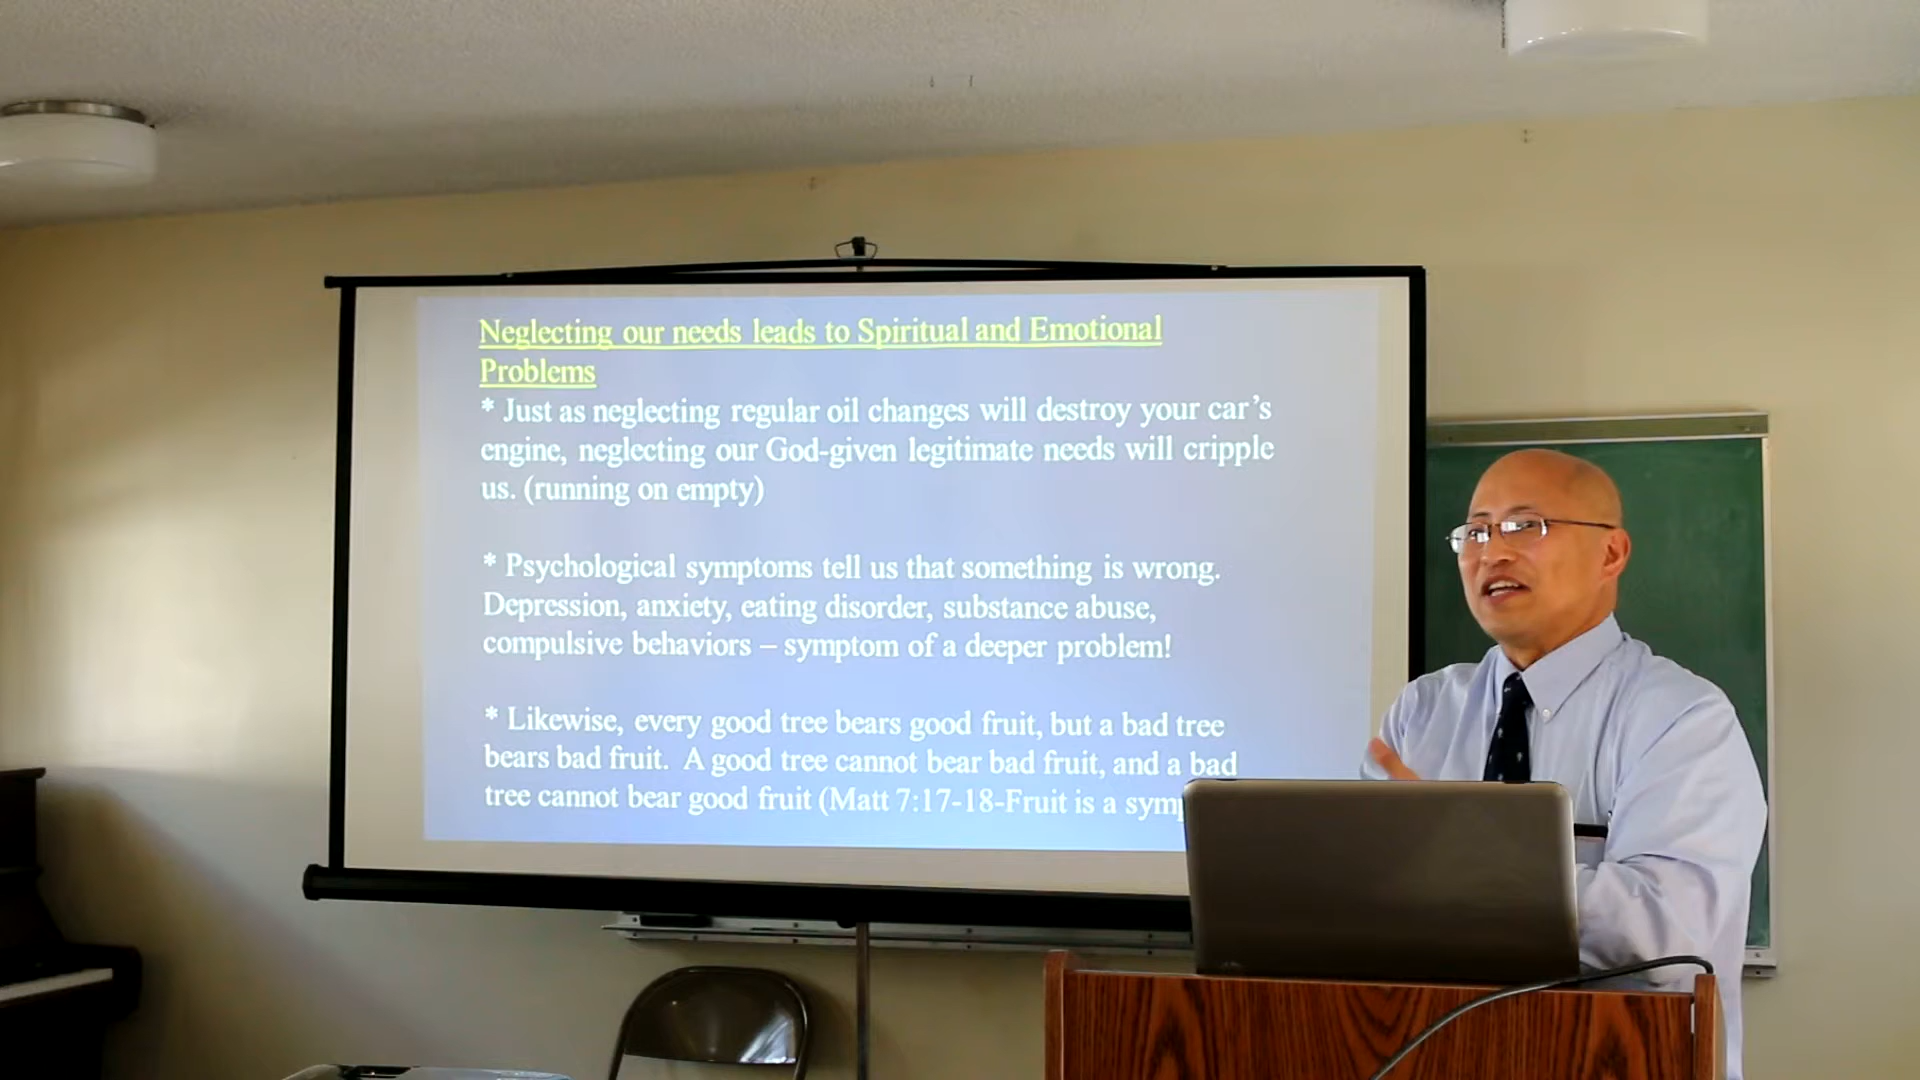 Neglecting our needs leads to Spiritual and Emotional
Problems
* Just as neglecting regular oil changes will destroy your car's
engine, neglecting our God-given legitimate needs will cripple
us. (running on empty)
* Psychological symptoms tell us that something is wrong.
Depression, anxiety, eating disorder, substance abuse,
compulsive behaviors – symptom of a deeper problem!
* Likewise, every good tree bears good fruit, but a bad tree
bears bad fruit. A good tree cannot bear bad fruit, and a bad
tree cannot bear good fruit (Matt 7:17-18-Fruit is a